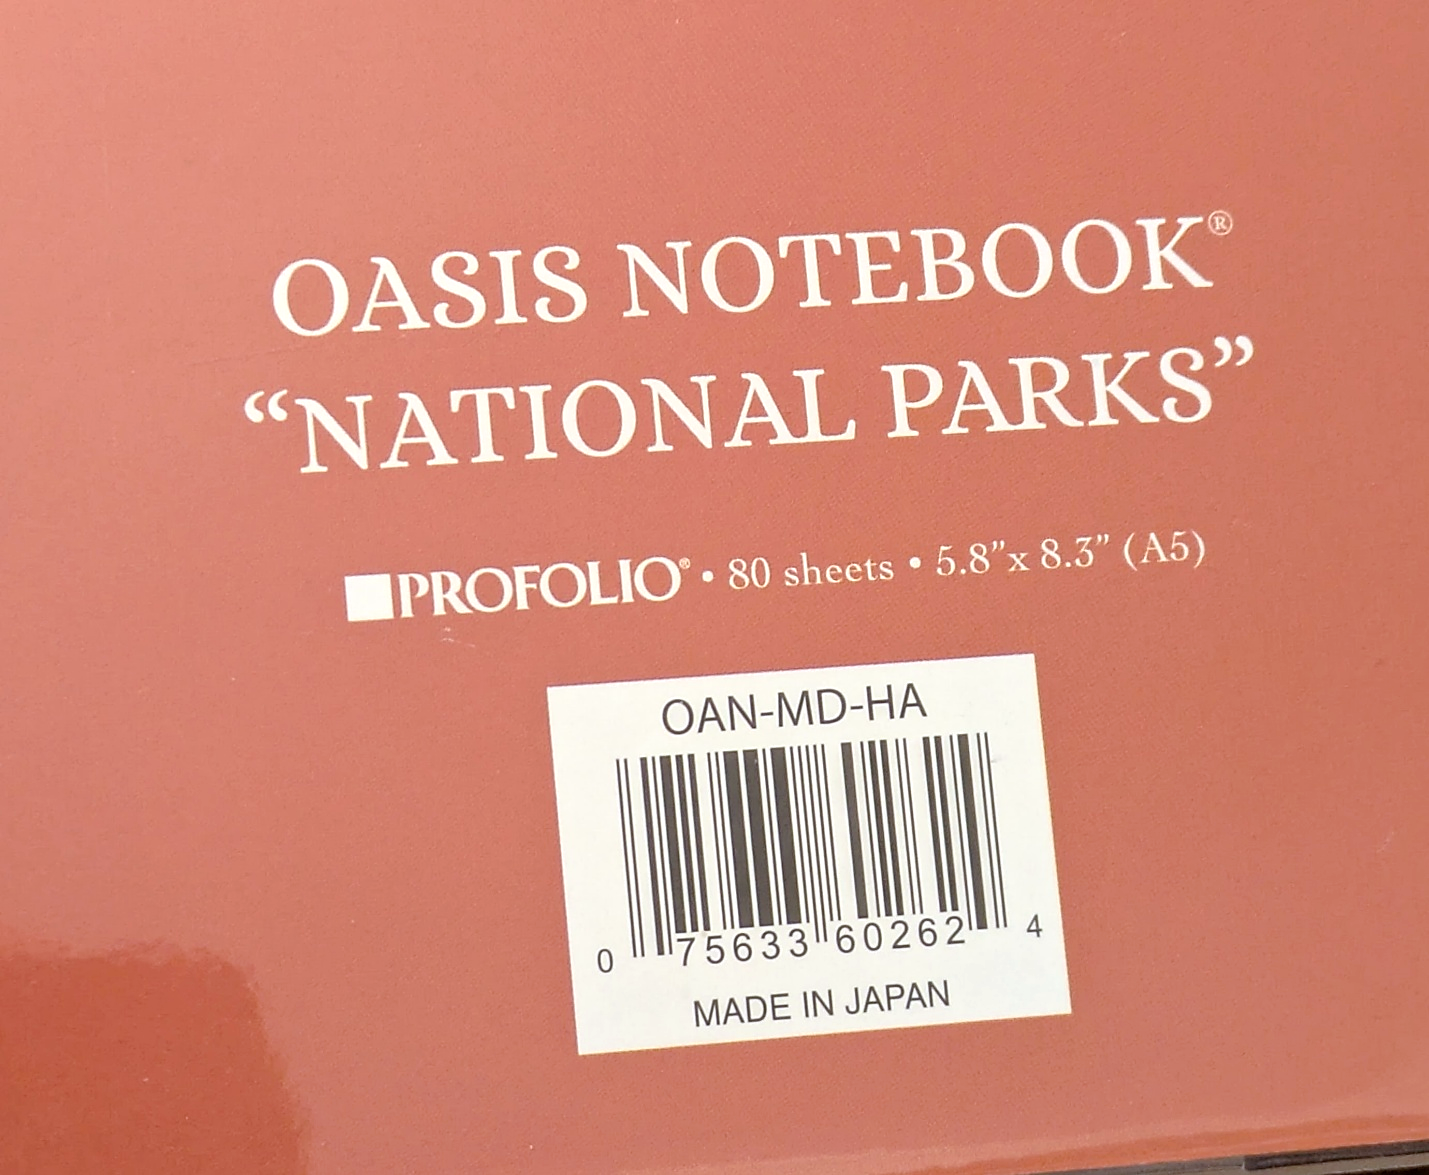 OASIS NOTEBOOK®
“NATIONAL PARKS”
PROFOLIO® • 80 sheets • 5.8”x 8.3” (A5)
OAN-MD-HA
0 75633 60262 4
MADE IN JAPAN